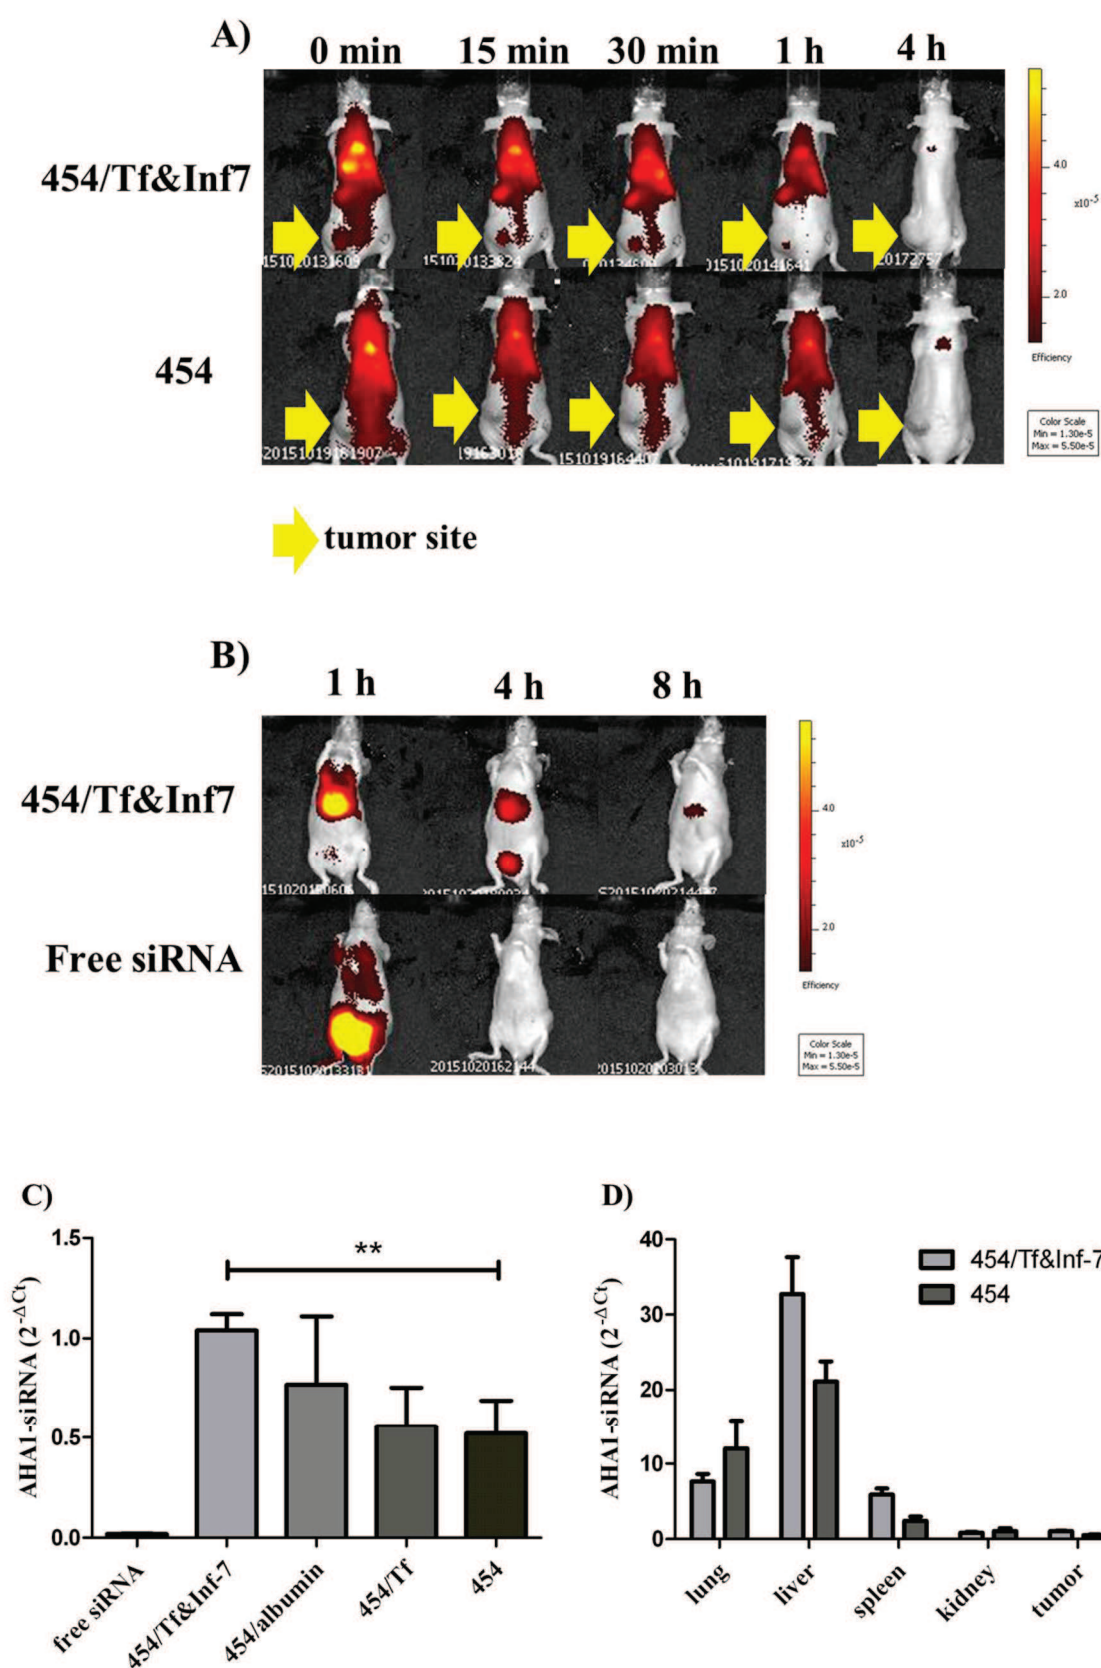 A)
0 min 15 min 30 min 1 h 4 h
454/Tf&Inf7
4.0
x10-5
2.0
Efficiency
Color Scale
Min = 1.30e-5
Max = 5.50e-5
454
tumor site
B)
1 h 4 h 8 h
454/Tf&Inf7
4.0
x10-5
2.0
Efficiency
Color Scale
Min = 1.30e-5
Max = 5.50e-5
Free siRNA
20151020162144
C)
AHA1-siRNA (2-ΔCt)
1.5
1.0
0.5
0.0
**
free siRNA
454/Tf&Inf-7
454/albumin
454/Tf
454
D)
AHA1-siRNA (2-ΔCt)
40
30
20
10
0
454/Tf&Inf-7
454
lung
liver
spleen
kidney
tumor